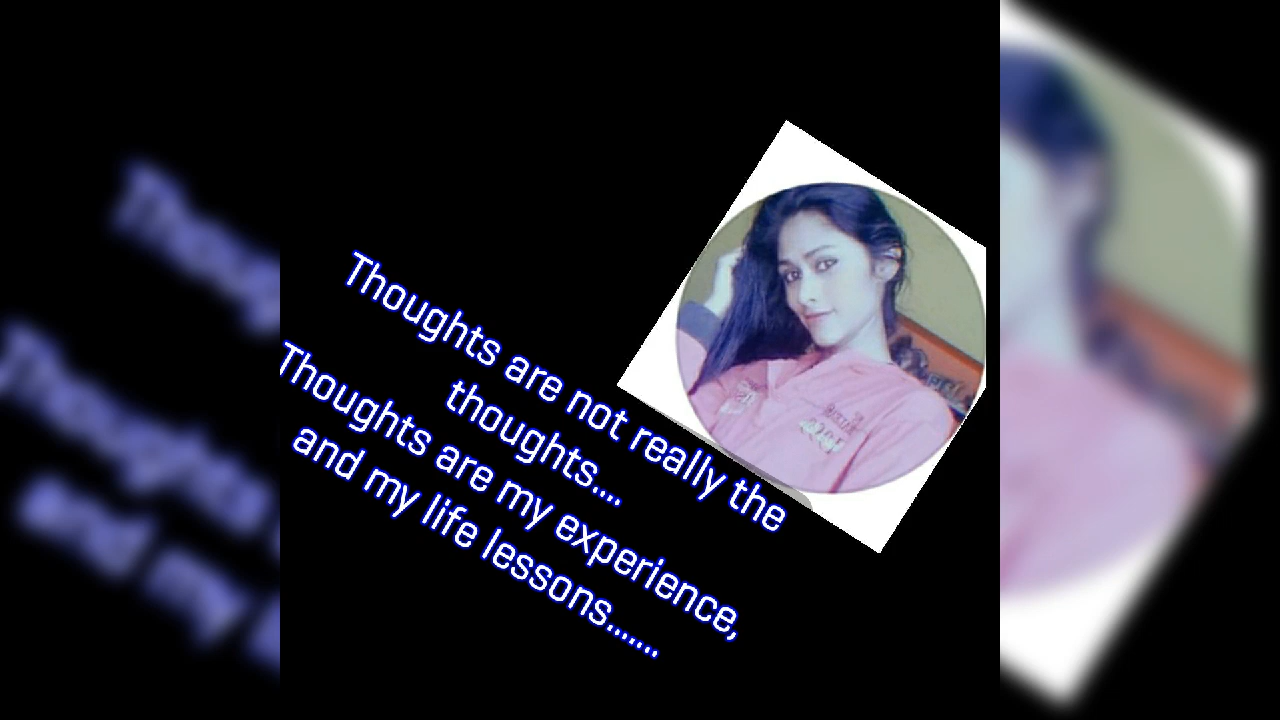 Thoughts are not really the
thoughts....
Thoughts are my experience,
and my life lessons.......